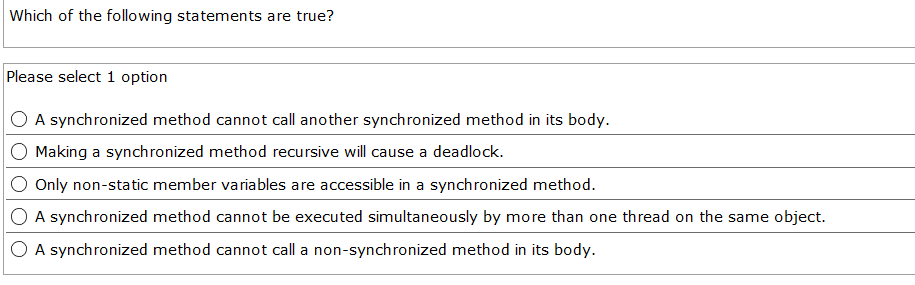 Which of the following statements are true?
Please select 1 option
A synchronized method cannot call another synchronized method in its body.
Making a synchronized method recursive will cause a deadlock.
Only non-static member variables are accessible in a synchronized method.
A synchronized method cannot be executed simultaneously by more than one thread on the same object.
A synchronized method cannot call a non-synchronized method in its body.